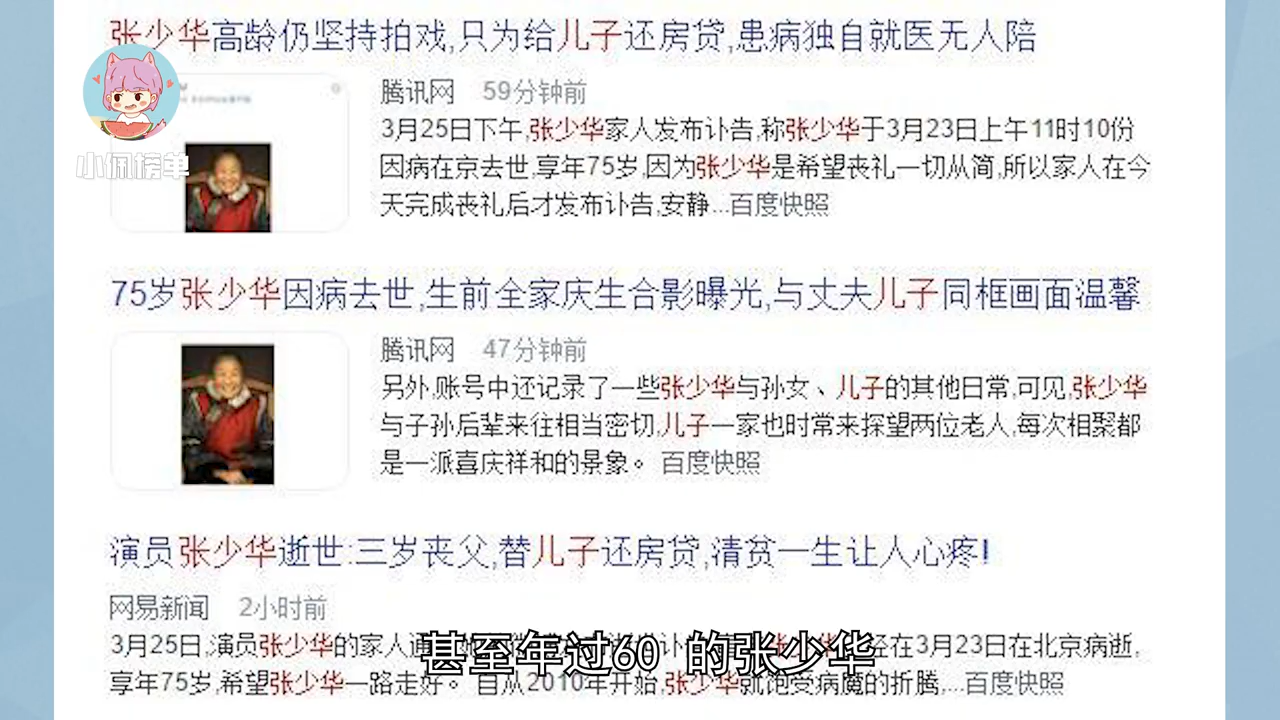 张少华高龄仍坚持拍戏,只为给儿子还房贷,患病独自就医无人陪
腾讯网 59分钟前
3月25日下午,张少华家人发布讣告,称张少华于3月23日上午11时10份
因病在京去世,享年75岁,因为张少华是希望丧礼一切从简,所以家人在今
天完成丧礼后才发布讣告,安静...百度快照
小佩榜单
75岁张少华因病去世,生前全家庆生合影曝光,与丈夫儿子同框画面温馨
腾讯网 47分钟前
另外,账号中还记录了一些张少华与孙女、儿子的其他日常,可见,张少华
与子孙后辈来往相当密切,儿子一家也时常来探望两位老人,每次相聚都
是一派喜庆祥和的景象。 百度快照
演员张少华逝世:三岁丧父,替儿子还房贷,清贫一生让人心疼!
网易新闻 2小时前
3月25日,演员张少华的家人通 经在3月23日在北京病逝,
甚至年过60 的张少华
享年75岁,希望张少华一路走好。 自从2010年开始,张少华就饱受病魔的折腾,...百度快照